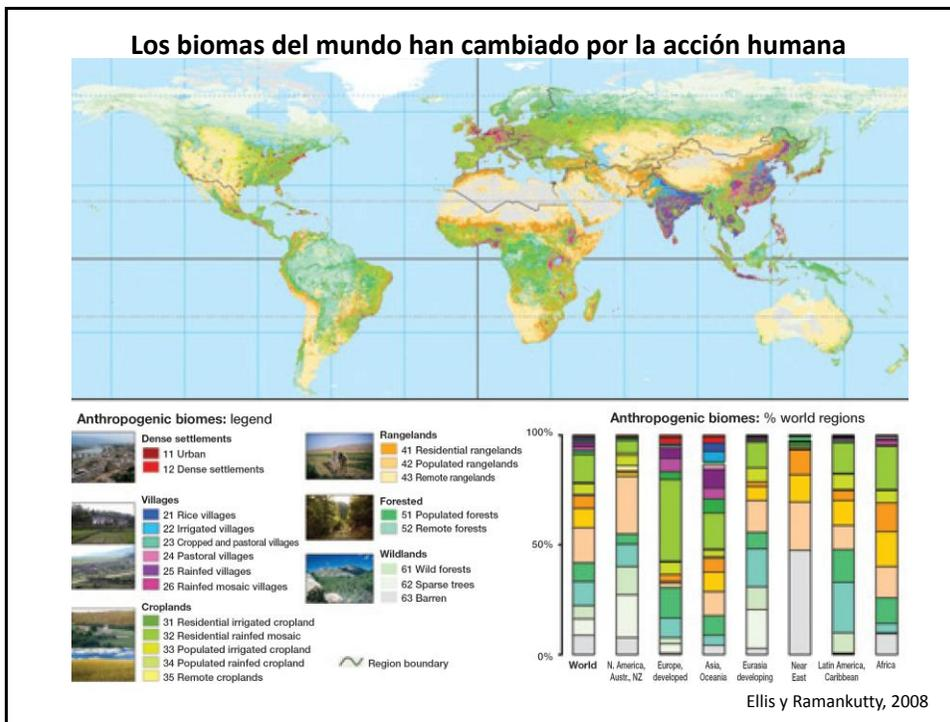 Los biomas del mundo han cambiado por la acción humana
Anthropogenic biomes: legend
Dense settlements
11 Urban
12 Dense settlements
Villages
21 Rice villages
22 Irrigated villages
23 Cropped and pastoral villages
24 Pastoral villages
25 Rainfed villages
26 Rainfed mosaic villages
Croplands
31 Residential irrigated cropland
32 Residential rainfed mosaic
33 Populated irrigated cropland
34 Populated rainfed cropland
35 Remote croplands
Rangelands
41 Residential rangelands
42 Populated rangelands
43 Remote rangelands
Forested
51 Populated forests
52 Remote forests
Wildlands
61 Wild forests
62 Sparse trees
63 Barren
Region boundary
Anthropogenic biomes: % world regions
100%
50%
0%
World
N. America,
Austr., NZ
Europe,
developed
Asia,
Oceania
Eurasia
developing
Near
East
Latin America,
Caribbean
Africa
Ellis y Ramankutty, 2008